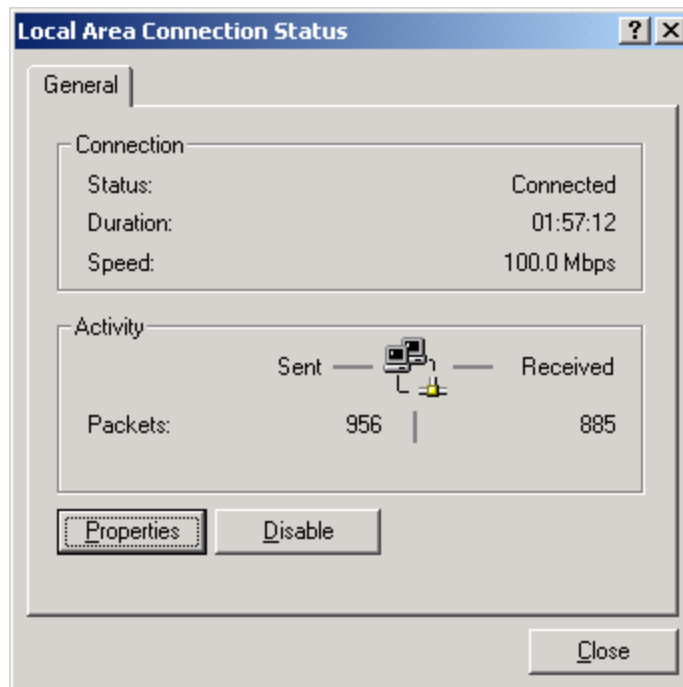 Local Area Connection Status
General
Connection
Status: Connected
Duration: 01:57:12
Speed: 100.0 Mbps
Activity
Sent Received
Packets: 956 885
Properties Disable
Close